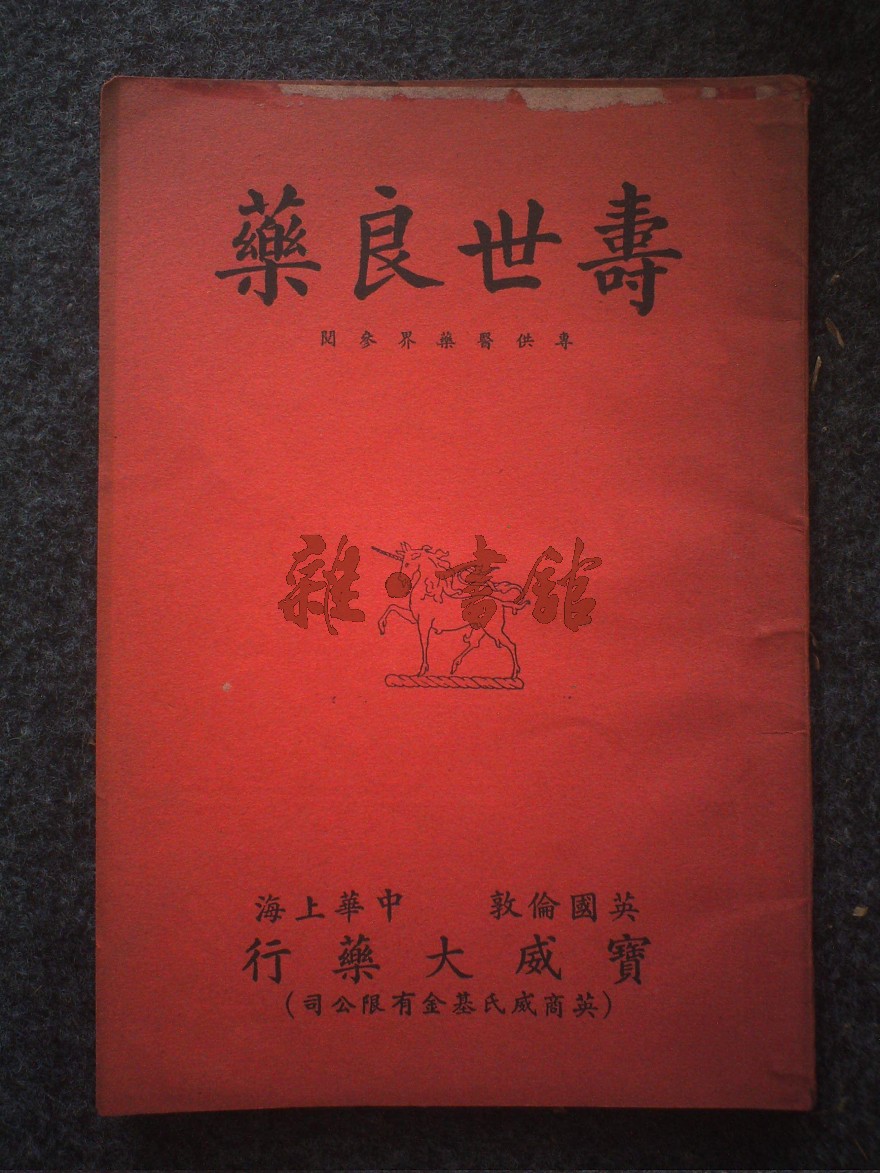 壽世良藥
專供醫藥界參閱
雜·書館
英國倫敦 中華上海
寶威大藥行
(英商威氏基金有限公司)